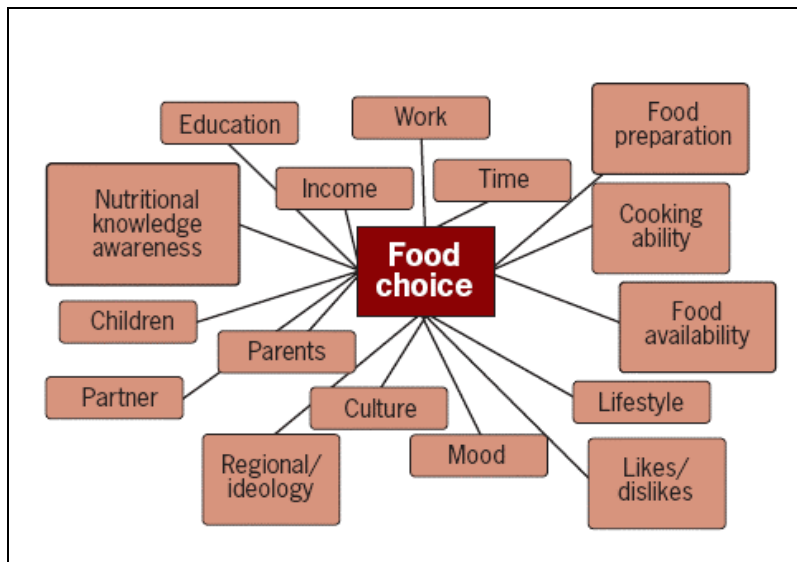 Education
Work
Food
preparation
Nutritional
knowledge
awareness
Income
Time
Cooking
ability
Food
choice
Children
Parents
Food
availability
Partner
Culture
Lifestyle
Regional/
ideology
Mood
Likes/
dislikes